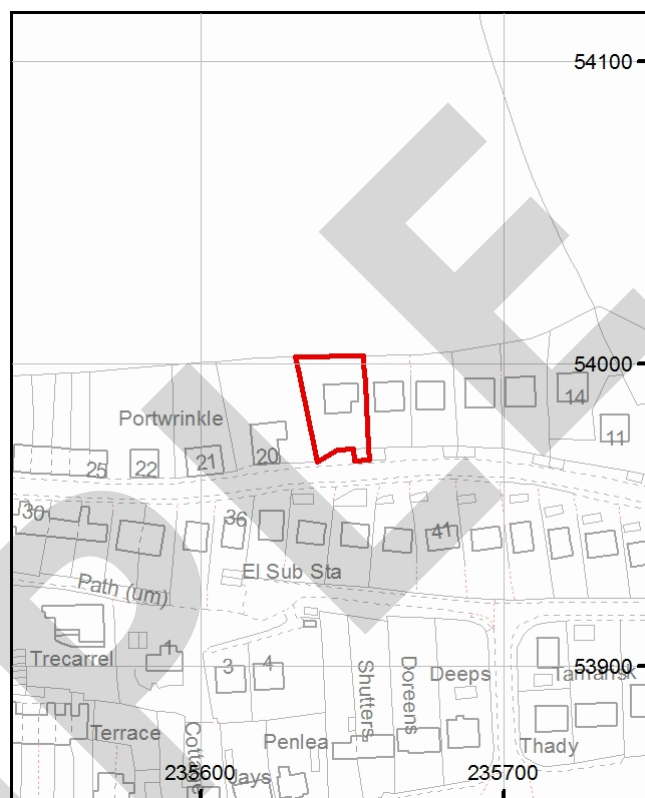 54100
54000
Portwrinkle
14
11
25
22
21
20
30
36
41
El Sub Sta
Path (um)
1
Trecarrel
3
4
Shutters
Doreens
Deeps
53900
Terrace
Penlea
Thady
235600
235700
PLE